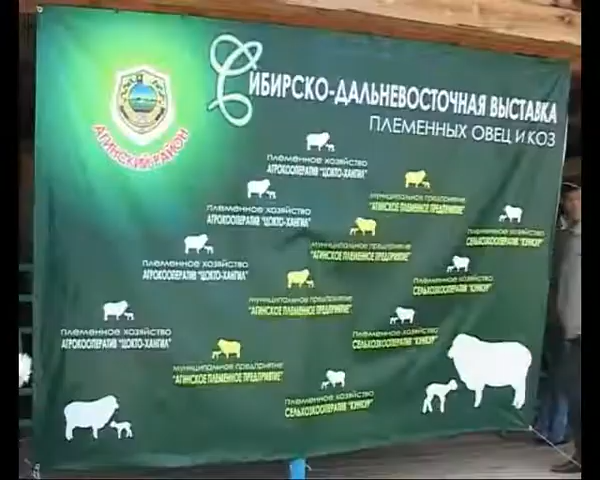 Сибирско-Дальневосточная выставка
племенных овец и коз
АГИНСКИЙ РАЙОН
племенное хозяйство
АГРОКООПЕРАТИВ "ЦОКТО-ХАНГИЛ"
муниципальное предприятие
"АГИНСКОЕ ПЛЕМЕННОЕ ПРЕДПРИЯТИЕ"
племенное хозяйство
АГРОКООПЕРАТИВ "ЦОКТО-ХАНГИЛ"
племенное хозяйство
СЕЛЬХОЗКООПЕРАТИВ "КУНКУР"
муниципальное предприятие
"АГИНСКОЕ ПЛЕМЕННОЕ ПРЕДПРИЯТИЕ"
племенное хозяйство
АГРОКООПЕРАТИВ "ЦОКТО-ХАНГИЛ"
племенное хозяйство
СЕЛЬХОЗКООПЕРАТИВ "КУНКУР"
муниципальное предприятие
"АГИНСКОЕ ПЛЕМЕННОЕ ПРЕДПРИЯТИЕ"
племенное хозяйство
АГРОКООПЕРАТИВ "ЦОКТО-ХАНГИЛ"
племенное хозяйство
СЕЛЬХОЗКООПЕРАТИВ "КУНКУР"
муниципальное предприятие
"АГИНСКОЕ ПЛЕМЕННОЕ ПРЕДПРИЯТИЕ"
племенное хозяйство
СЕЛЬХОЗКООПЕРАТИВ "КУНКУР"